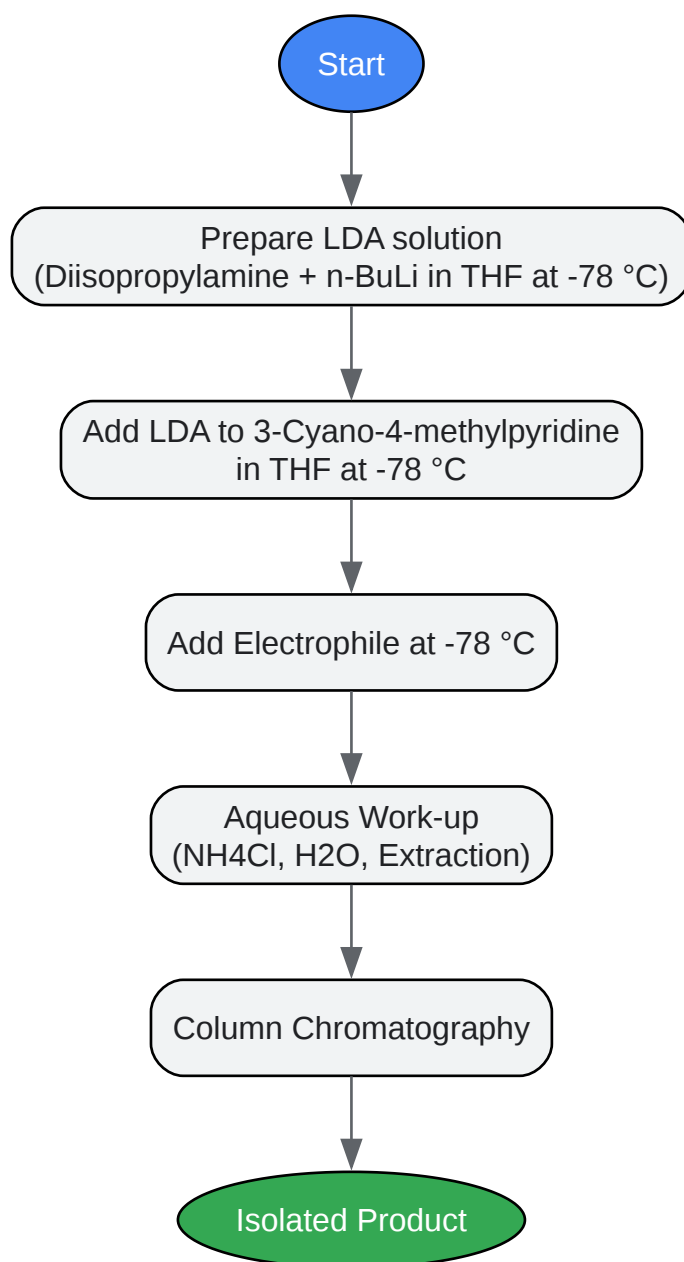 Start
Prepare LDA solution
(Diisopropylamine + n-BuLi in THF at -78 °C)
Add LDA to 3-Cyano-4-methylpyridine
in THF at -78 °C
Add Electrophile at -78 °C
Aqueous Work-up
(NH4Cl, H2O, Extraction)
Column Chromatography
Isolated Product